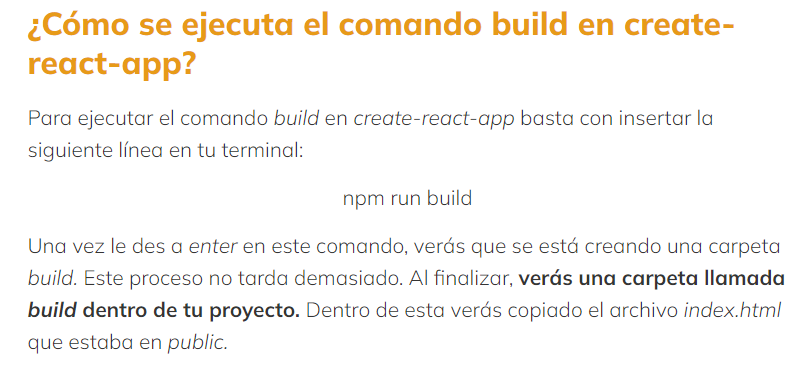 ¿Cómo se ejecuta el comando build en create-
react-app?
Para ejecutar el comando build en create-react-app basta con insertar la
siguiente línea en tu terminal:
npm run build
Una vez le des a enter en este comando, verás que se está creando una carpeta
build. Este proceso no tarda demasiado. Al finalizar, verás una carpeta llamada
build dentro de tu proyecto. Dentro de esta verás copiado el archivo index.html
que estaba en public.